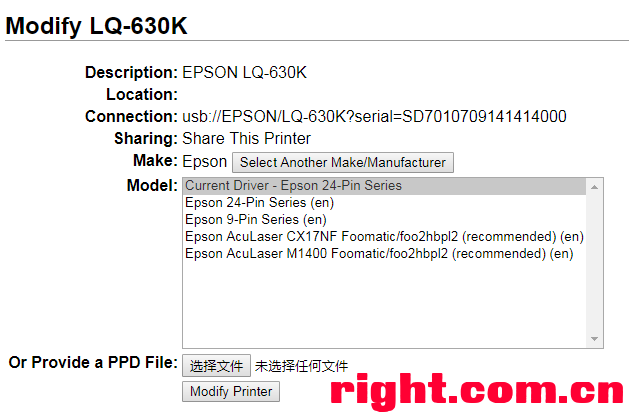 Modify LQ-630K
Description: EPSON LQ-630K
Location:
Connection: usb://EPSON/LQ-630K?serial=SD7010709141414000
Sharing: Share This Printer
Make: Epson Select Another Make/Manufacturer
Model: Current Driver - Epson 24-Pin Series
Epson 24-Pin Series (en)
Epson 9-Pin Series (en)
Epson AcuLaser CX17NF Foomatic/foo2hbpl2 (recommended) (en)
Epson AcuLaser M1400 Foomatic/foo2hbpl2 (recommended) (en)
Or Provide a PPD File: 选择文件 未选择任何文件
Modify Printer
right.com.cn